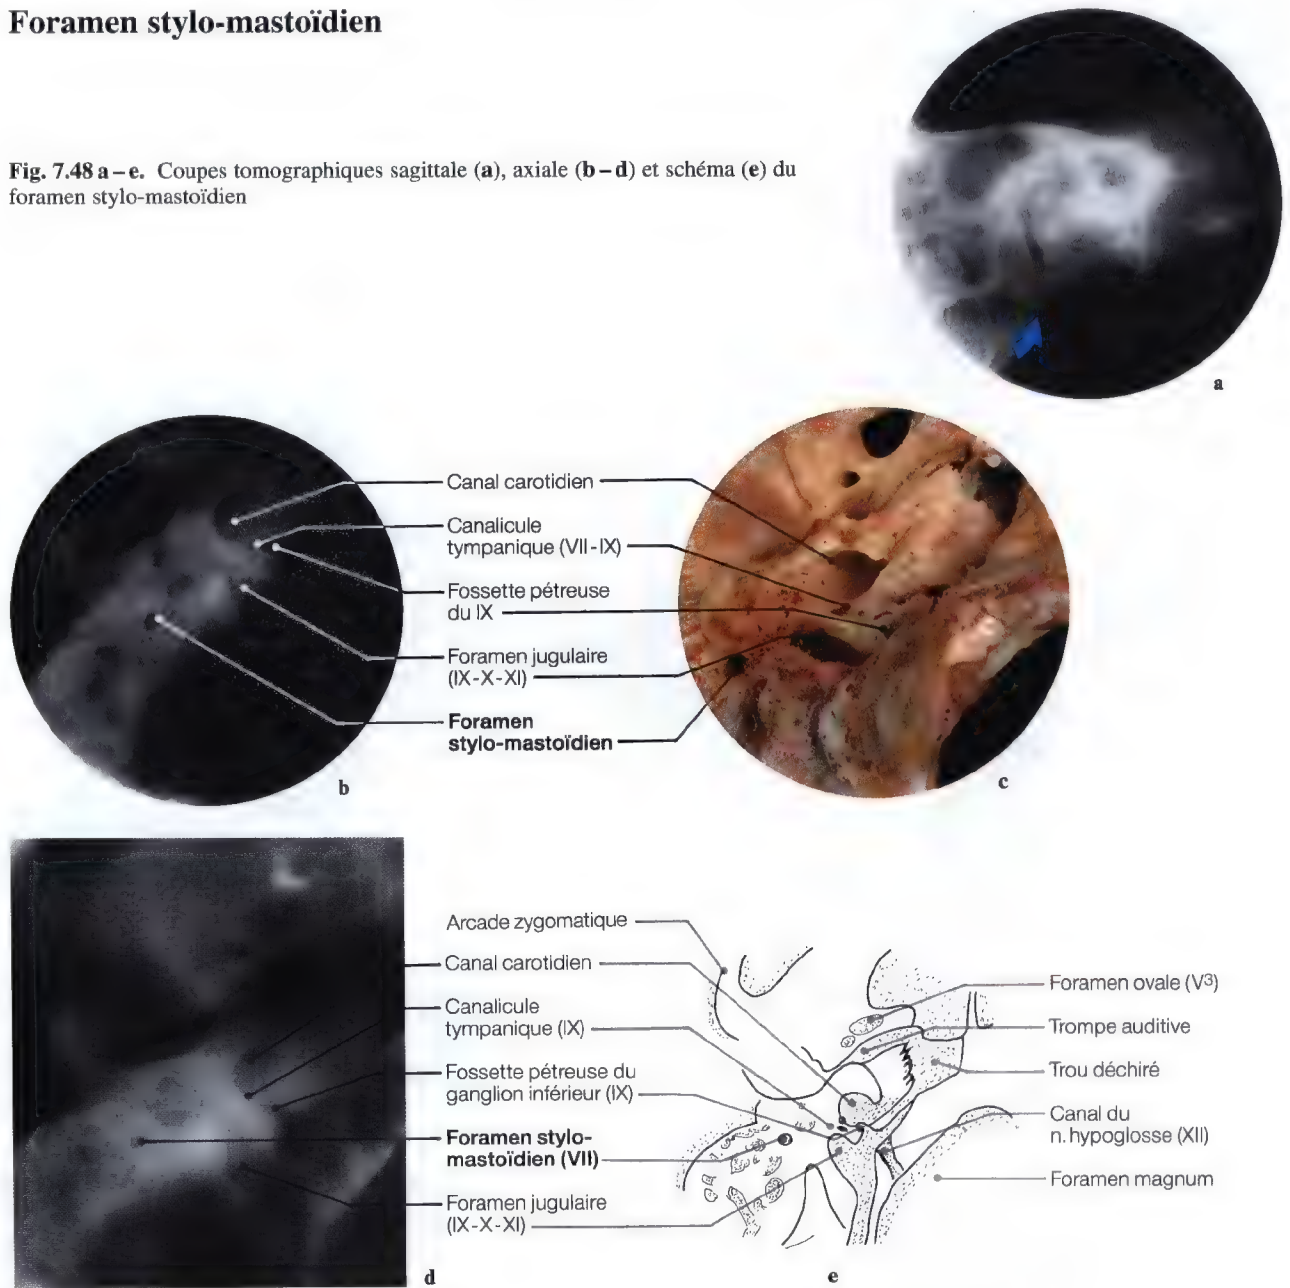 Foramen stylo-mastoïdien
Fig. 7.48 a–e. Coupes tomographiques sagittale (a), axiale (b–d) et schéma (e) du
foramen stylo-mastoïdien
a
Canal carotidien
Canalicule
tympanique (VII-IX)
Fossette pétreuse
du IX
Foramen jugulaire
(IX-X-XI)
Foramen
stylo-mastoïdien
b
c
Arcade zygomatique
Canal carotidien
Canalicule
tympanique (IX)
Fossette pétreuse du
ganglion inférieur (IX)
Foramen stylo-
mastoïdien (VII)
Foramen jugulaire
(IX-X-XI)
Foramen ovale (V3)
Trompe auditive
Trou déchiré
Canal du
n. hypoglosse (XII)
Foramen magnum
d
e